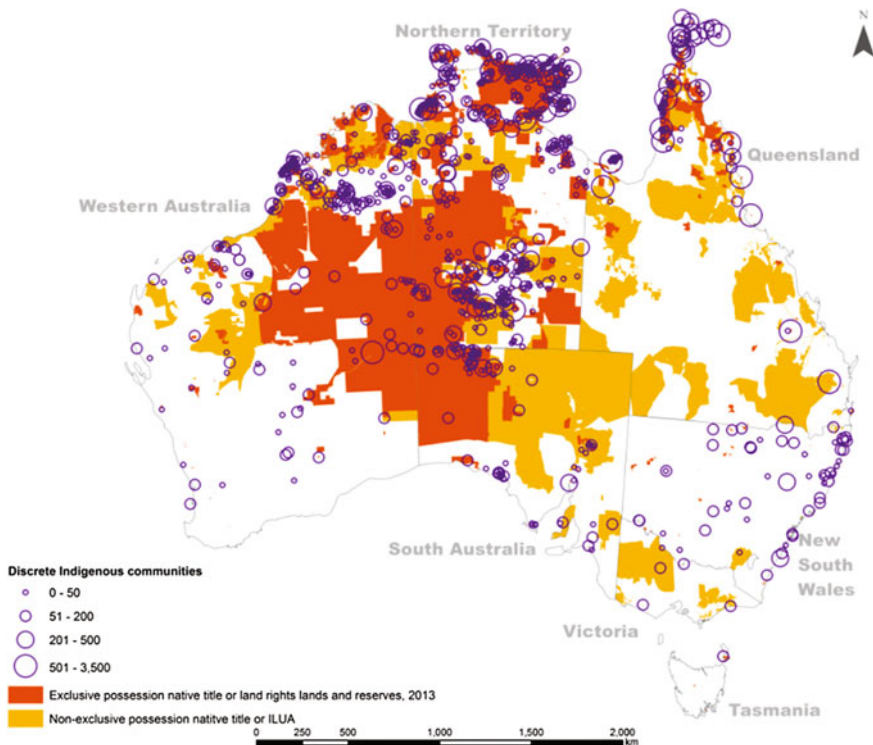 N
Northern Territory
Queensland
Western Australia
South Australia
New
South
Wales
Victoria
Tasmania
Discrete Indigenous communities
0 - 50
51 - 200
201 - 500
501 - 3,500
Exclusive possession native title or land rights lands and reserves, 2013
Non-exclusive possession natitve title or ILUA
0 250 500 1,000 1,500 2,000
km